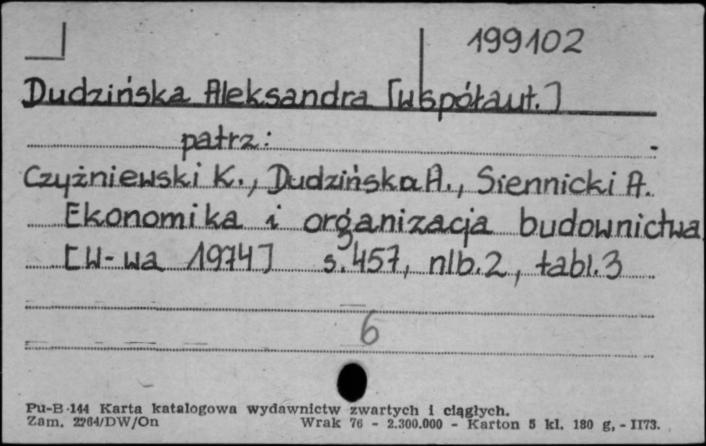 199102
Dudzińska Aleksandra [współaut.]
patrz:
Czyżniewski K., Dudzińska A., Siennicki A.
Ekonomika i organizacja budownictwa
[W-wa 1974] s. 457, nlb. 2, tabl. 3
6
Pu-B-144 Karta katalogowa wydawnictw zwartych i ciągłych.
Zam. 2764/DW/On Wrak 76 - 2.300.000 - Karton 5 kl. 180 g. - II73.